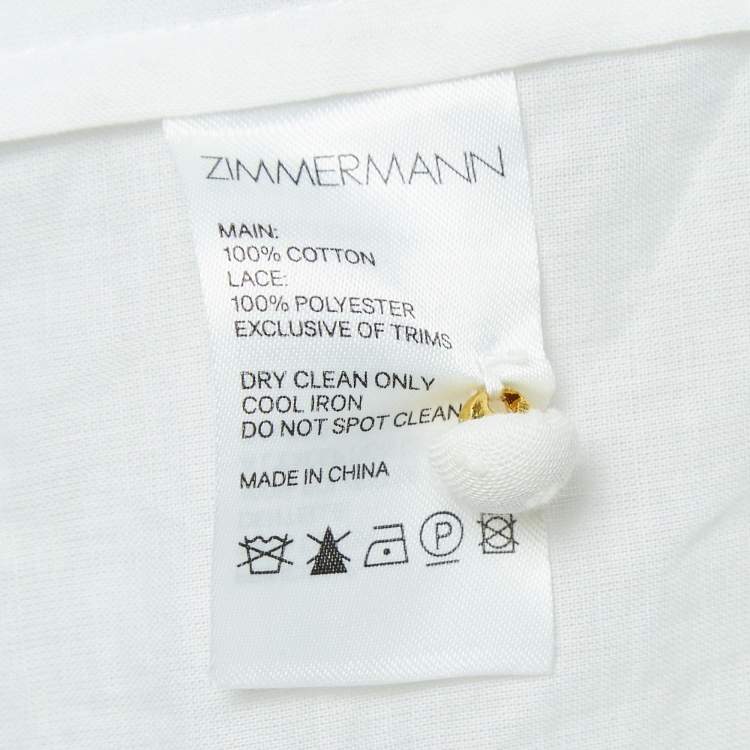 ZIMMERMANN
MAIN:
100% COTTON
LACE:
100% POLYESTER
EXCLUSIVE OF TRIMS
DRY CLEAN ONLY
COOL IRON
DO NOT SPOT CLEAN
MADE IN CHINA
P